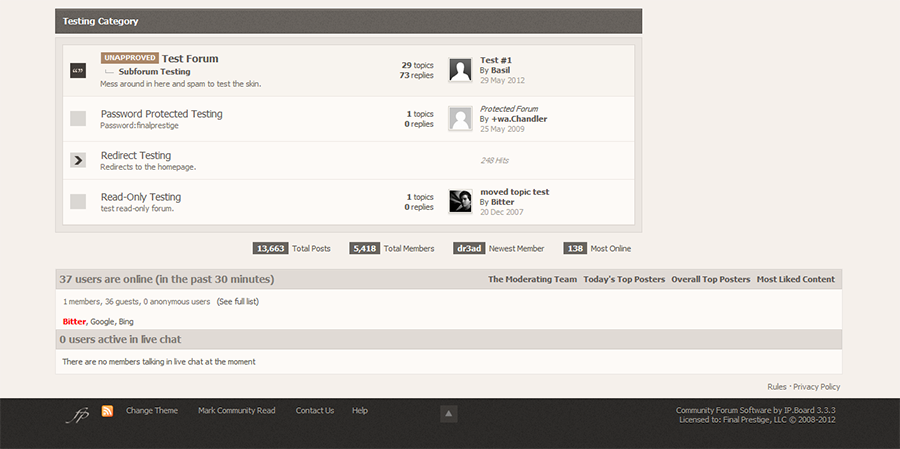 Testing Category
UNAPPROVED Test Forum
Subforum Testing
Mess around in here and spam to test the skin.
29 topics
73 replies
Test #1
By Basil
29 May 2012
Password Protected Testing
Password:finalprestige
1 topics
0 replies
Protected Forum
By +wa.Chandler
25 May 2009
Redirect Testing
Redirects to the homepage.
248 Hits
Read-Only Testing
test read-only forum.
1 topics
0 replies
moved topic test
By Bitter
20 Dec 2007
13,663 Total Posts 5,418 Total Members dr3ad Newest Member 138 Most Online
37 users are online (in the past 30 minutes) The Moderating Team Today's Top Posters Overall Top Posters Most Liked Content
1 members, 36 guests, 0 anonymous users (See full list)
Bitter, Google, Bing
0 users active in live chat
There are no members talking in live chat at the moment
Rules · Privacy Policy
fp Change Theme Mark Community Read Contact Us Help
Community Forum Software by IP.Board 3.3.3
Licensed to: Final Prestige, LLC © 2008-2012